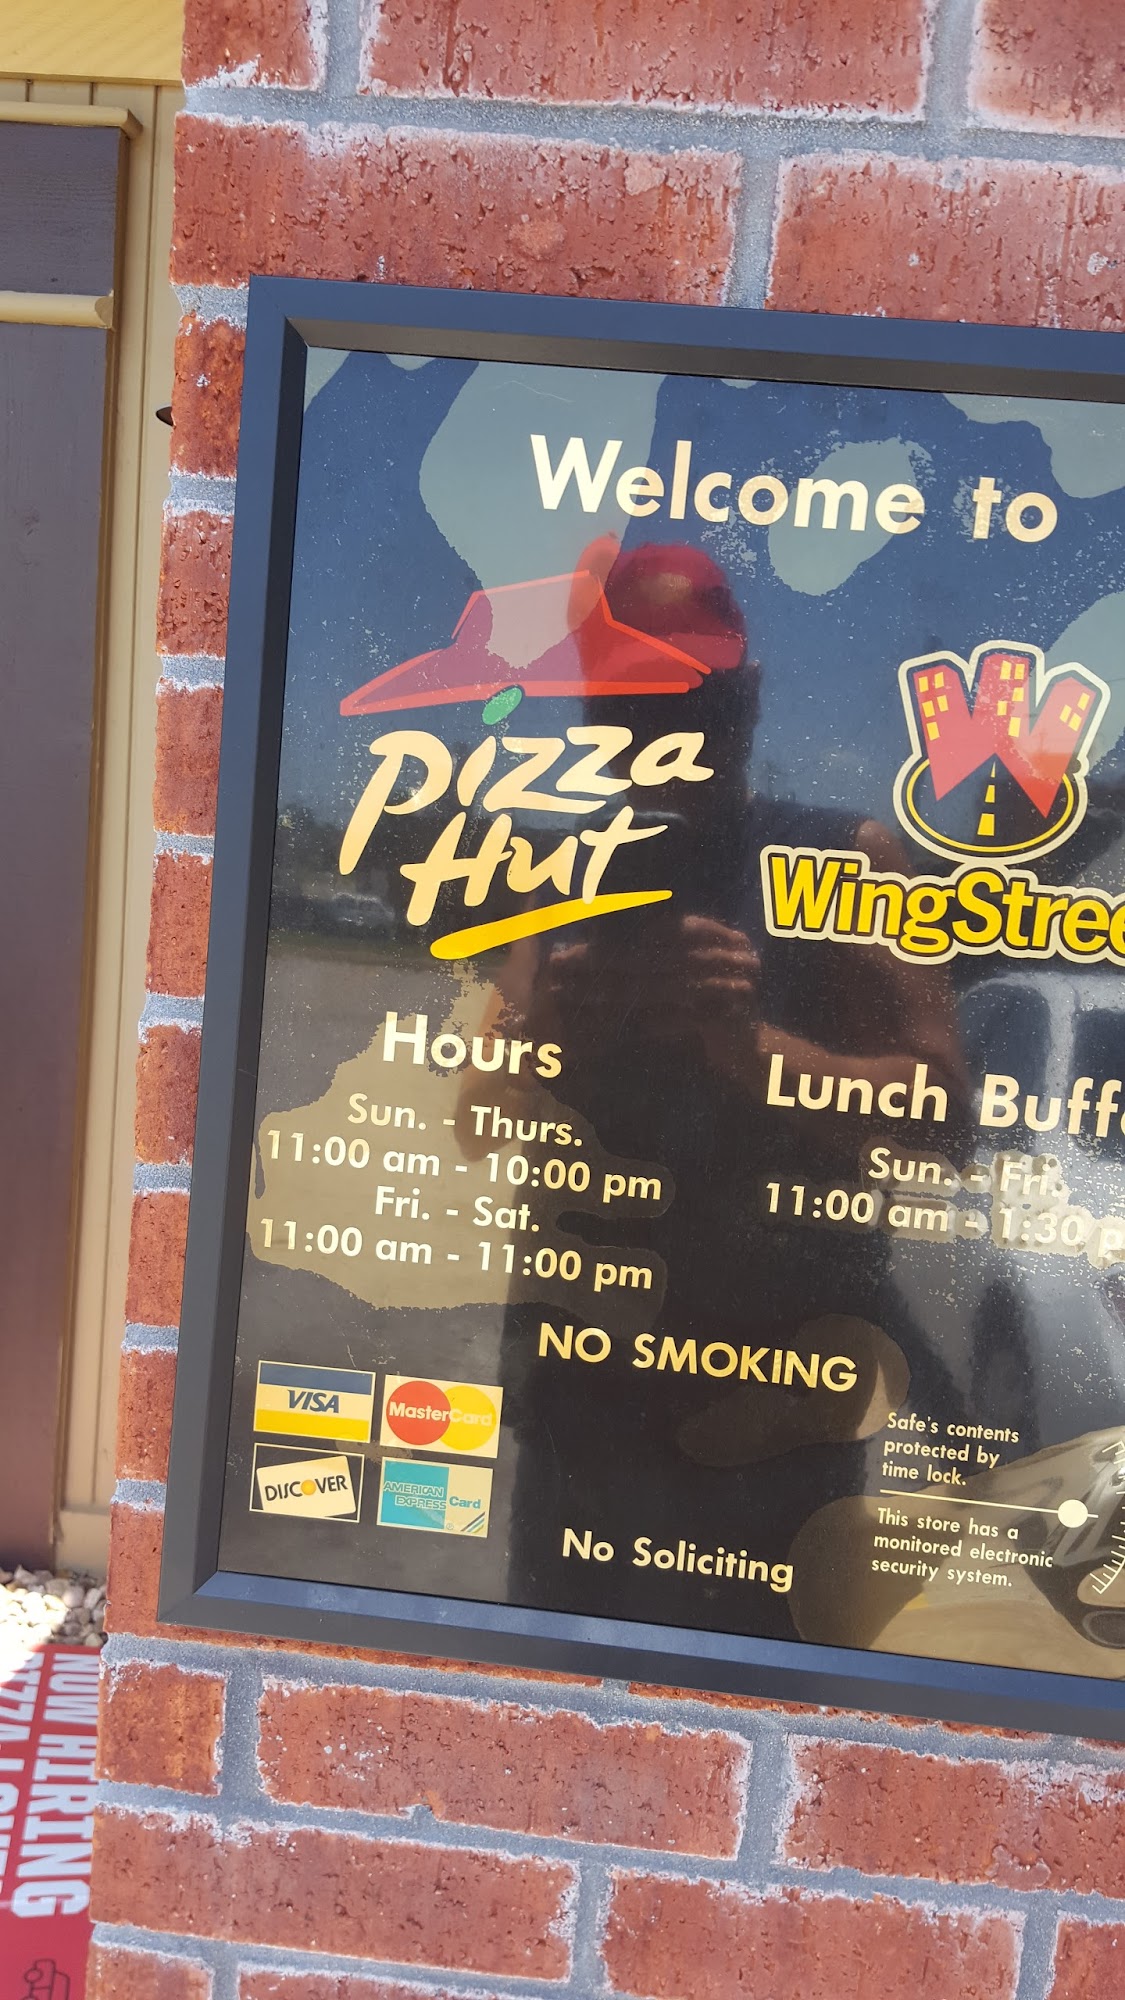 Welcome to
Pizza
Hut
WingStree
Hours
Sun. - Thurs.
11:00 am - 10:00 pm
Fri. - Sat.
11:00 am - 11:00 pm
Lunch Buffe
Sun. - Fri.
11:00 am - 1:30 p
NO SMOKING
VISA
MasterCard
DISCOVER
AMERICAN
EXPRESS Card
No Soliciting
Safe's contents
protected by
time lock.
This store has a
monitored electronic
security system.
NOW HIRING